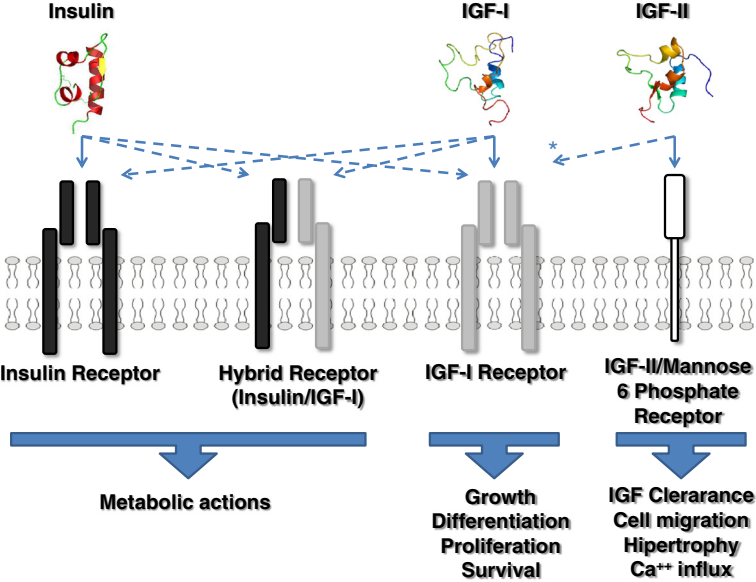 Insulin
IGF-I
IGF-II
*
Insulin Receptor
Hybrid Receptor
(Insulin/IGF-I)
IGF-I Receptor
IGF-II/Mannose
6 Phosphate
Receptor
Metabolic actions
Growth
Differentiation
Proliferation
Survival
IGF Clerarance
Cell migration
Hipertrophy
Ca⁺⁺ influx